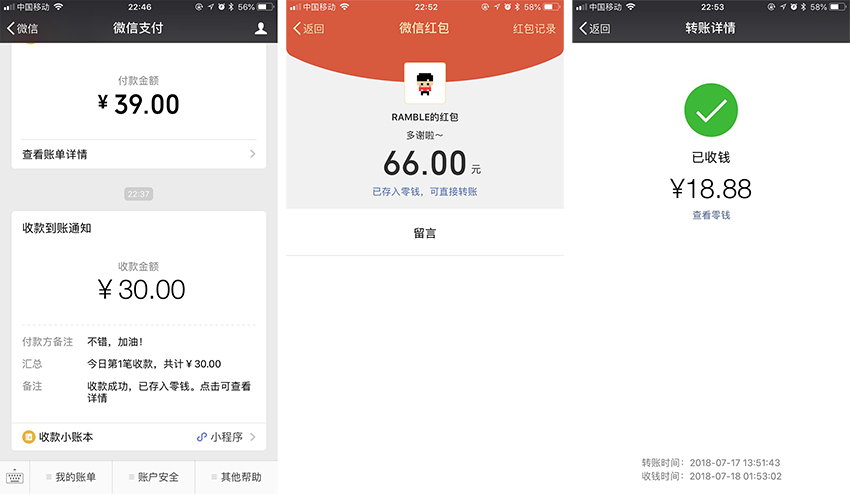 中国移动 22:46 56%
微信 微信支付
付款金额
¥ 39.00
查看账单详情
22:37
收款到账通知
收款金额
¥ 30.00
付款方备注 不错，加油！
汇总 今日第1笔收款，共计¥30.00
备注 收款成功，已存入零钱。点击可查看
详情
收款小账本 小程序
我的账单 账户安全 其他帮助
中国移动 22:52 58%
返回 微信红包 红包记录
RAMBLE的红包
多谢啦～
66.00 元
已存入零钱，可直接转账
留言
中国移动 22:53 58%
返回 转账详情
已收钱
¥18.88
查看零钱
转账时间：2018-07-17 13:51:43
收钱时间：2018-07-18 01:53:02